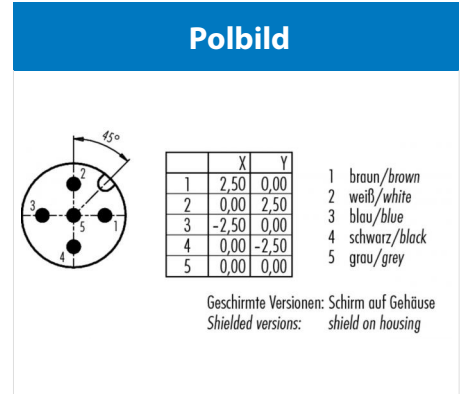 Polbild
45°
2
3
5
1
4
X Y
1 2,50 0,00
2 0,00 2,50
3 -2,50 0,00
4 0,00 -2,50
5 0,00 0,00
1 braun/brown
2 weiß/white
3 blau/blue
4 schwarz/black
5 grau/grey
Geschirmte Versionen: Schirm auf Gehäuse
Shielded versions: shield on housing